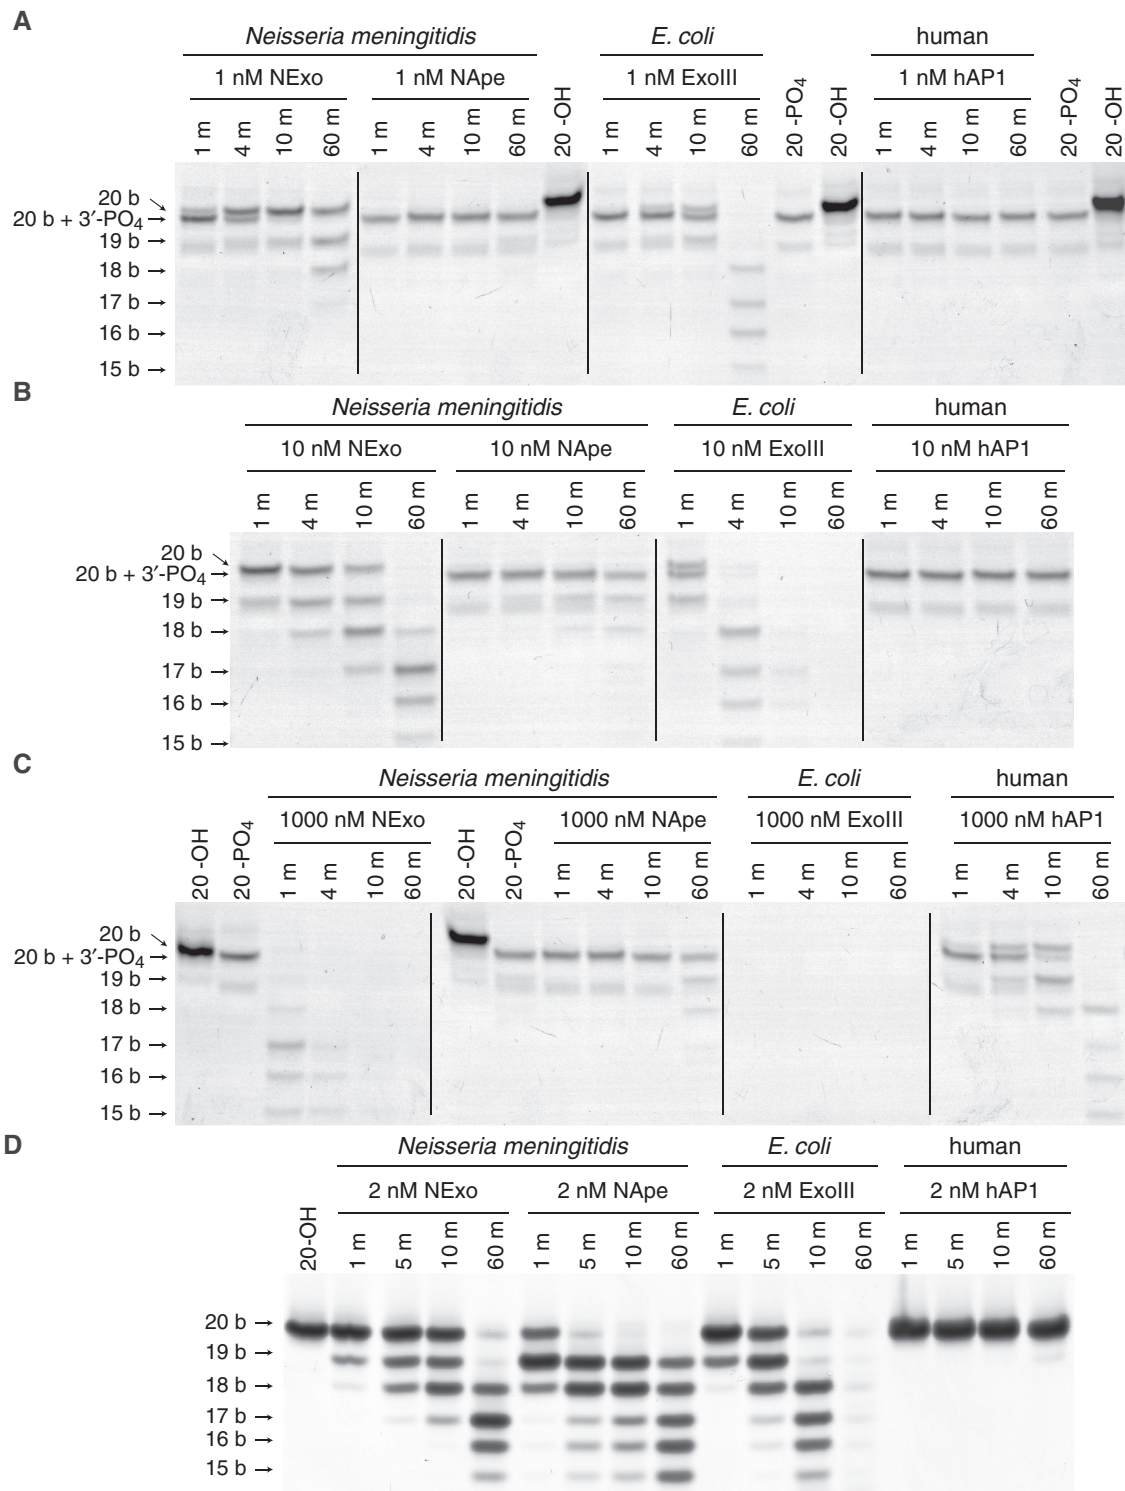 A
Neisseria meningitidis E. coli human
1 nM NExo 1 nM NApe 1 nM ExoIII 1 nM hAP1
1 m 4 m 10 m 60 m 1 m 4 m 10 m 60 m 20 -OH 1 m 4 m 10 m 60 m 20 -PO4 20 -OH 1 m 4 m 10 m 60 m 20 -PO4 20 -OH
20 b
20 b + 3′-PO4
19 b
18 b
17 b
16 b
15 b
B
Neisseria meningitidis E. coli human
10 nM NExo 10 nM NApe 10 nM ExoIII 10 nM hAP1
1 m 4 m 10 m 60 m 1 m 4 m 10 m 60 m 1 m 4 m 10 m 60 m 1 m 4 m 10 m 60 m
20 b
20 b + 3′-PO4
19 b
18 b
17 b
16 b
15 b
C
Neisseria meningitidis E. coli human
1000 nM NExo 1000 nM NApe 1000 nM ExoIII 1000 nM hAP1
20 -OH 20 -PO4 1 m 4 m 10 m 60 m 20 -OH 20 -PO4 1 m 4 m 10 m 60 m 1 m 4 m 10 m 60 m 1 m 4 m 10 m 60 m
20 b
20 b + 3′-PO4
19 b
18 b
17 b
16 b
15 b
D
Neisseria meningitidis E. coli human
2 nM NExo 2 nM NApe 2 nM ExoIII 2 nM hAP1
20-OH 1 m 5 m 10 m 60 m 1 m 5 m 10 m 60 m 1 m 5 m 10 m 60 m 1 m 5 m 10 m 60 m
20 b
19 b
18 b
17 b
16 b
15 b